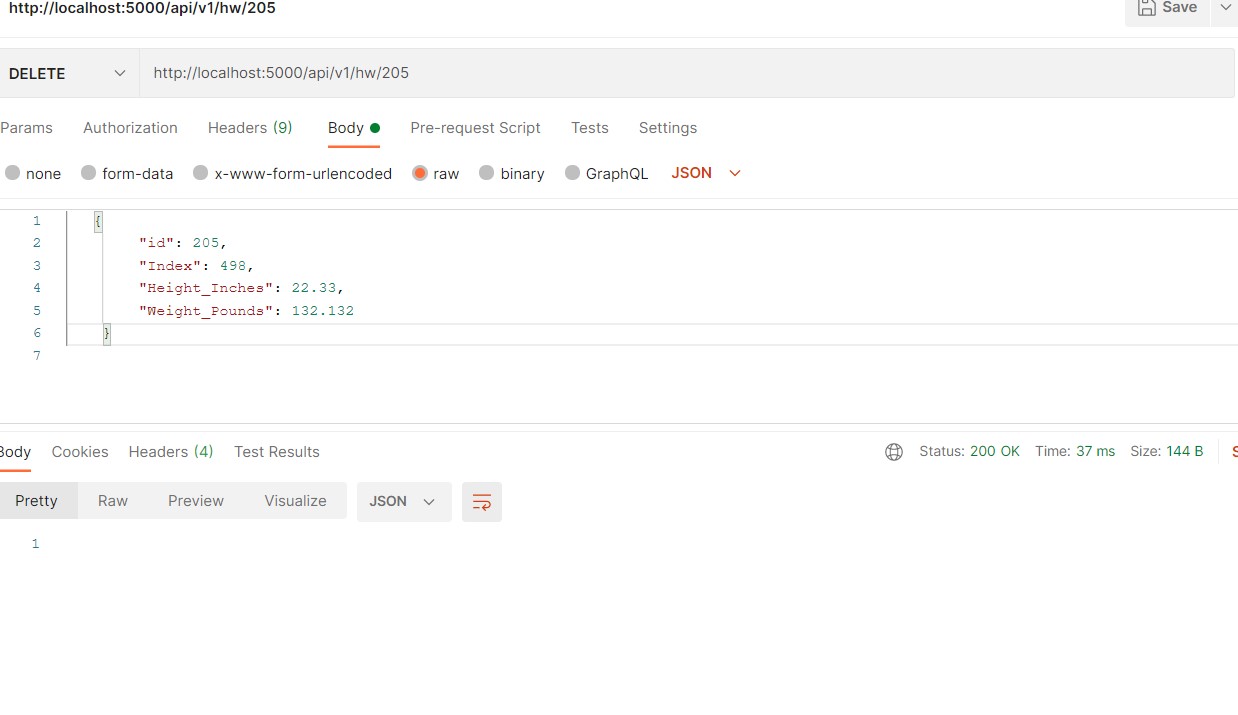 http://localhost:5000/api/v1/hw/205
Save
DELETE http://localhost:5000/api/v1/hw/205
Params Authorization Headers (9) Body Pre-request Script Tests Settings
none form-data x-www-form-urlencoded raw binary GraphQL JSON
1 {
2 "id": 205,
3 "Index": 498,
4 "Height_Inches": 22.33,
5 "Weight_Pounds": 132.132
6 }
7
Body Cookies Headers (4) Test Results Status: 200 OK Time: 37 ms Size: 144 B
Pretty Raw Preview Visualize JSON
1